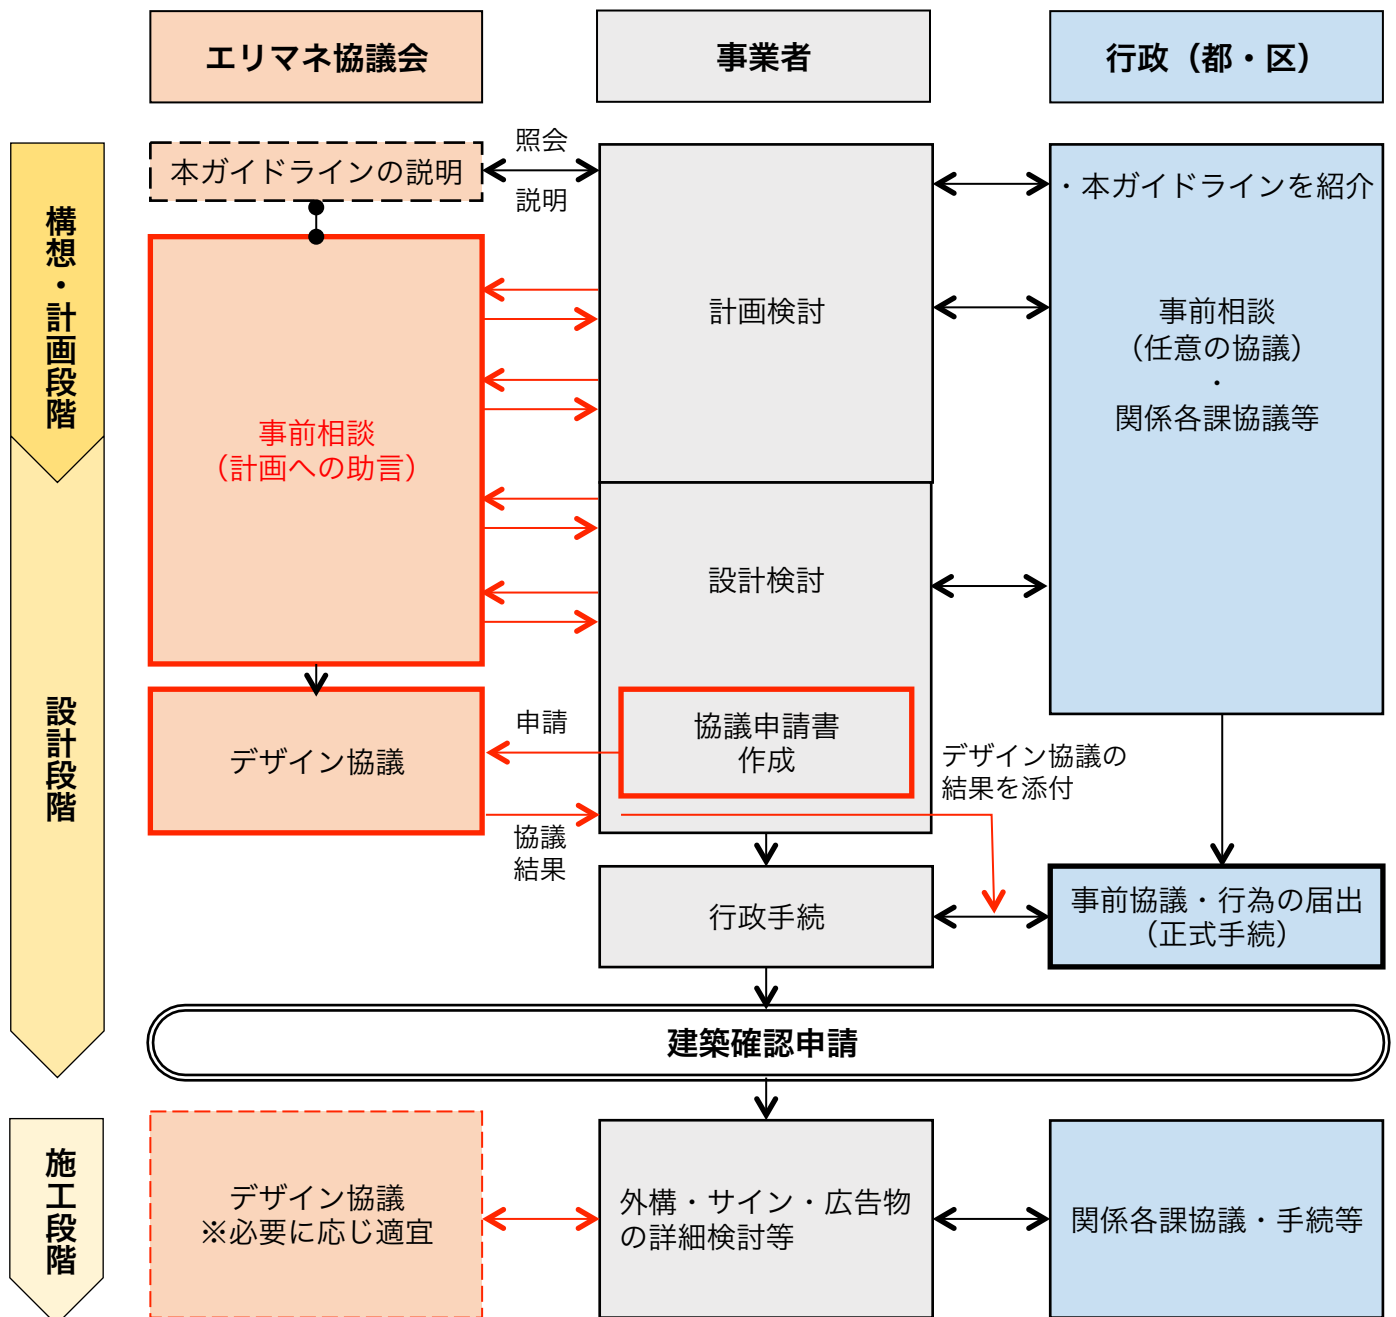 エリマネ協議会
事業者
行政（都・区）
構想・計画段階
本ガイドラインの説明
照会
説明
・本ガイドラインを紹介
計画検討
事前相談
（任意の協議）
・
関係各課協議等
事前相談
（計画への助言）
設計段階
設計検討
デザイン協議
申請
協議申請書
作成
デザイン協議の
結果を添付
協議
結果
行政手続
事前協議・行為の届出
（正式手続）
建築確認申請
施工段階
デザイン協議
※必要に応じ適宜
外構・サイン・広告物
の詳細検討等
関係各課協議・手続等